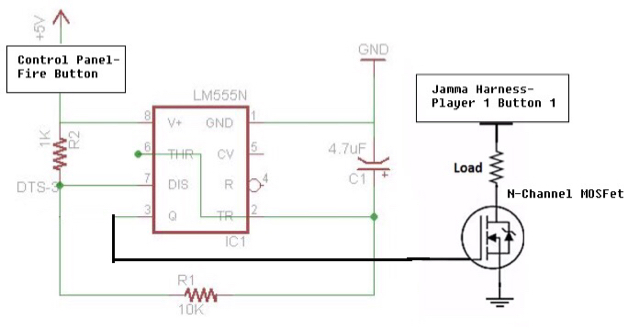 +5V
Control Panel-
Fire Button
GND
Jamma Harness-
Player 1 Button 1
LM555N
8 V+ GND 1
6 THR CV 5
7 DIS R 4
3 Q TR 2
IC1
1K
R2
DTS-3
4.7uF
C1
+
Load
N-Channel MOSFet
R1
10K